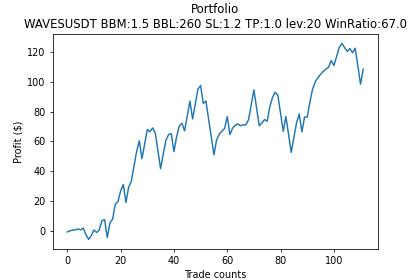 Portfolio
WAVESUSDT BBM:1.5 BBL:260 SL:1.2 TP:1.0 lev:20 WinRatio:67.0
120
100
80
60
40
20
0
Profit ($)
0 20 40 60 80 100
Trade counts